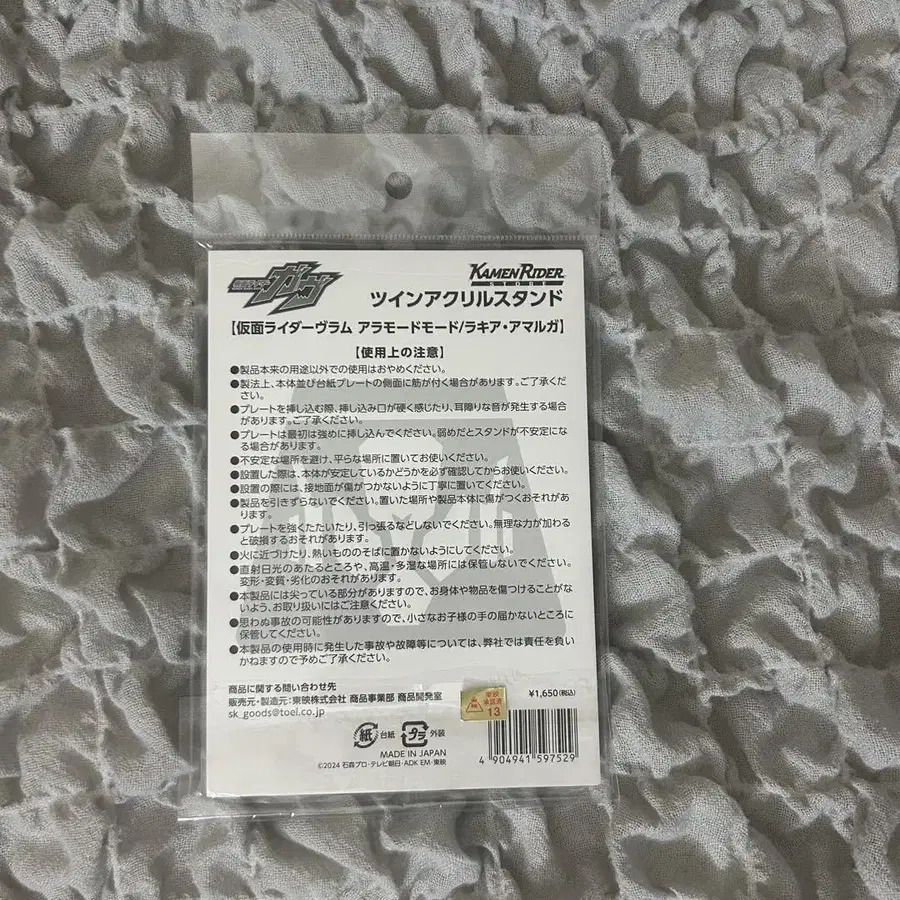 仮面ライダー
ガヴ
KAMEN RIDER
STORE
ツインアクリルスタンド
【仮面ライダーヴラム アラモードモード/ラキア・アマルガ】
【使用上の注意】
●製品本来の用途以外での使用はおやめください。
●製法上、本体並び台紙プレートの側面に筋が付く場合があります。ご了承くだ
さい。
●プレートを挿し込む際、挿し込み口が硬く感じたり、耳障りな音が発生する場合
があります。ご了承ください。
●プレートは最初は強めに挿し込んでください。弱めだとスタンドが不安定にな
る場合があります。
●不安定な場所を避け、平らな場所に置いてお使いください。
●設置した際は、本体が安定しているかどうかを必ず確認してからお使いください。
●設置の際には、接地面が傷がつかないように丁寧に置いてください。
●製品を引きずらないでください。置いた場所や製品本体に傷がつくおそれがあ
ります。
●プレートを強くたたいたり、引っ張るなどしないでください。無理な力が加わる
と破損するおそれがあります。
●火に近づけたり、熱いもののそばに置かないようにしてください。
●直射日光のあたるところや、高温・多湿な場所には保管しないでください。
変形・変質・劣化のおそれがあります。
●本製品には尖っている部分がありますので、お身体や物品を傷つけることがな
いよう、お取り扱いにはご注意ください。
●思わぬ事故の可能性がありますので、小さなお子様の手の届かないところに
保管してください。
●本製品の使用時に発生した事故や故障等については、弊社では責任を負い
かねますので予めご了承ください。
商品に関する問い合わせ先
販売元・製造元：東映株式会社 商品事業部 商品開発室
sk_goods@toei.co.jp
東映
承認済
13
¥1,650(税込)
紙 台紙 プラ 外装
MADE IN JAPAN
©2024 石森プロ・テレビ朝日・ADK EM・東映
4 904941 597529